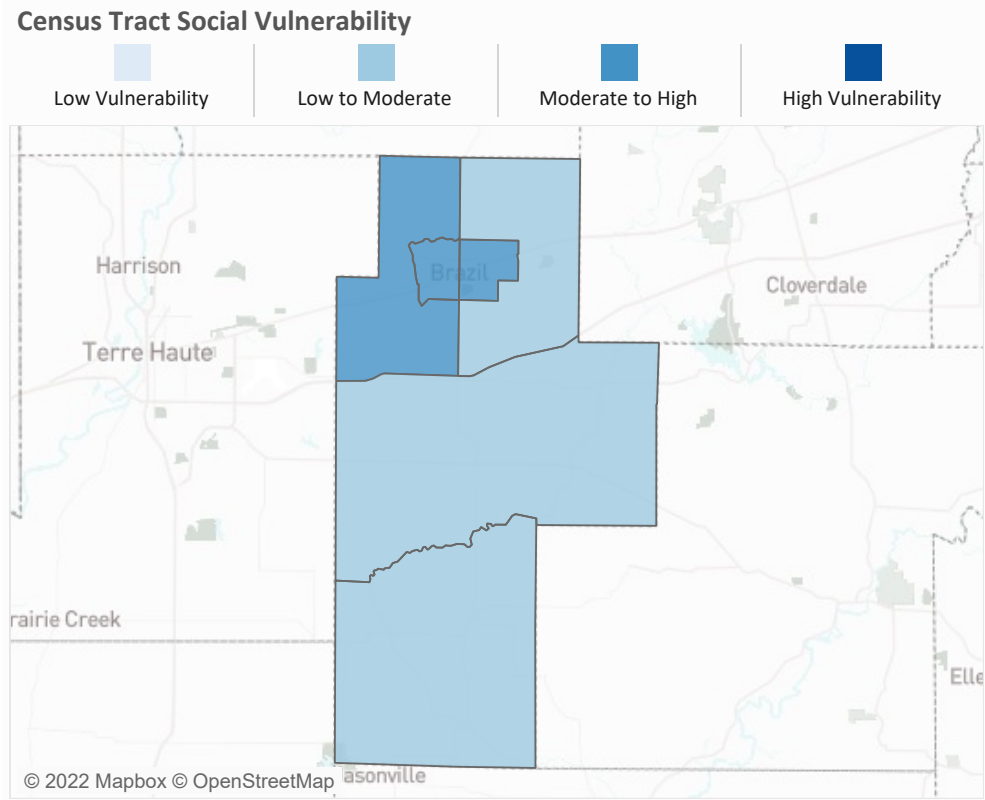 Census Tract Social Vulnerability
Low Vulnerability
Low to Moderate
Moderate to High
High Vulnerability
Harrison
Brazil
Cloverdale
Terre Haute
rairie Creek
Elle
asonville
© 2022 Mapbox © OpenStreetMap